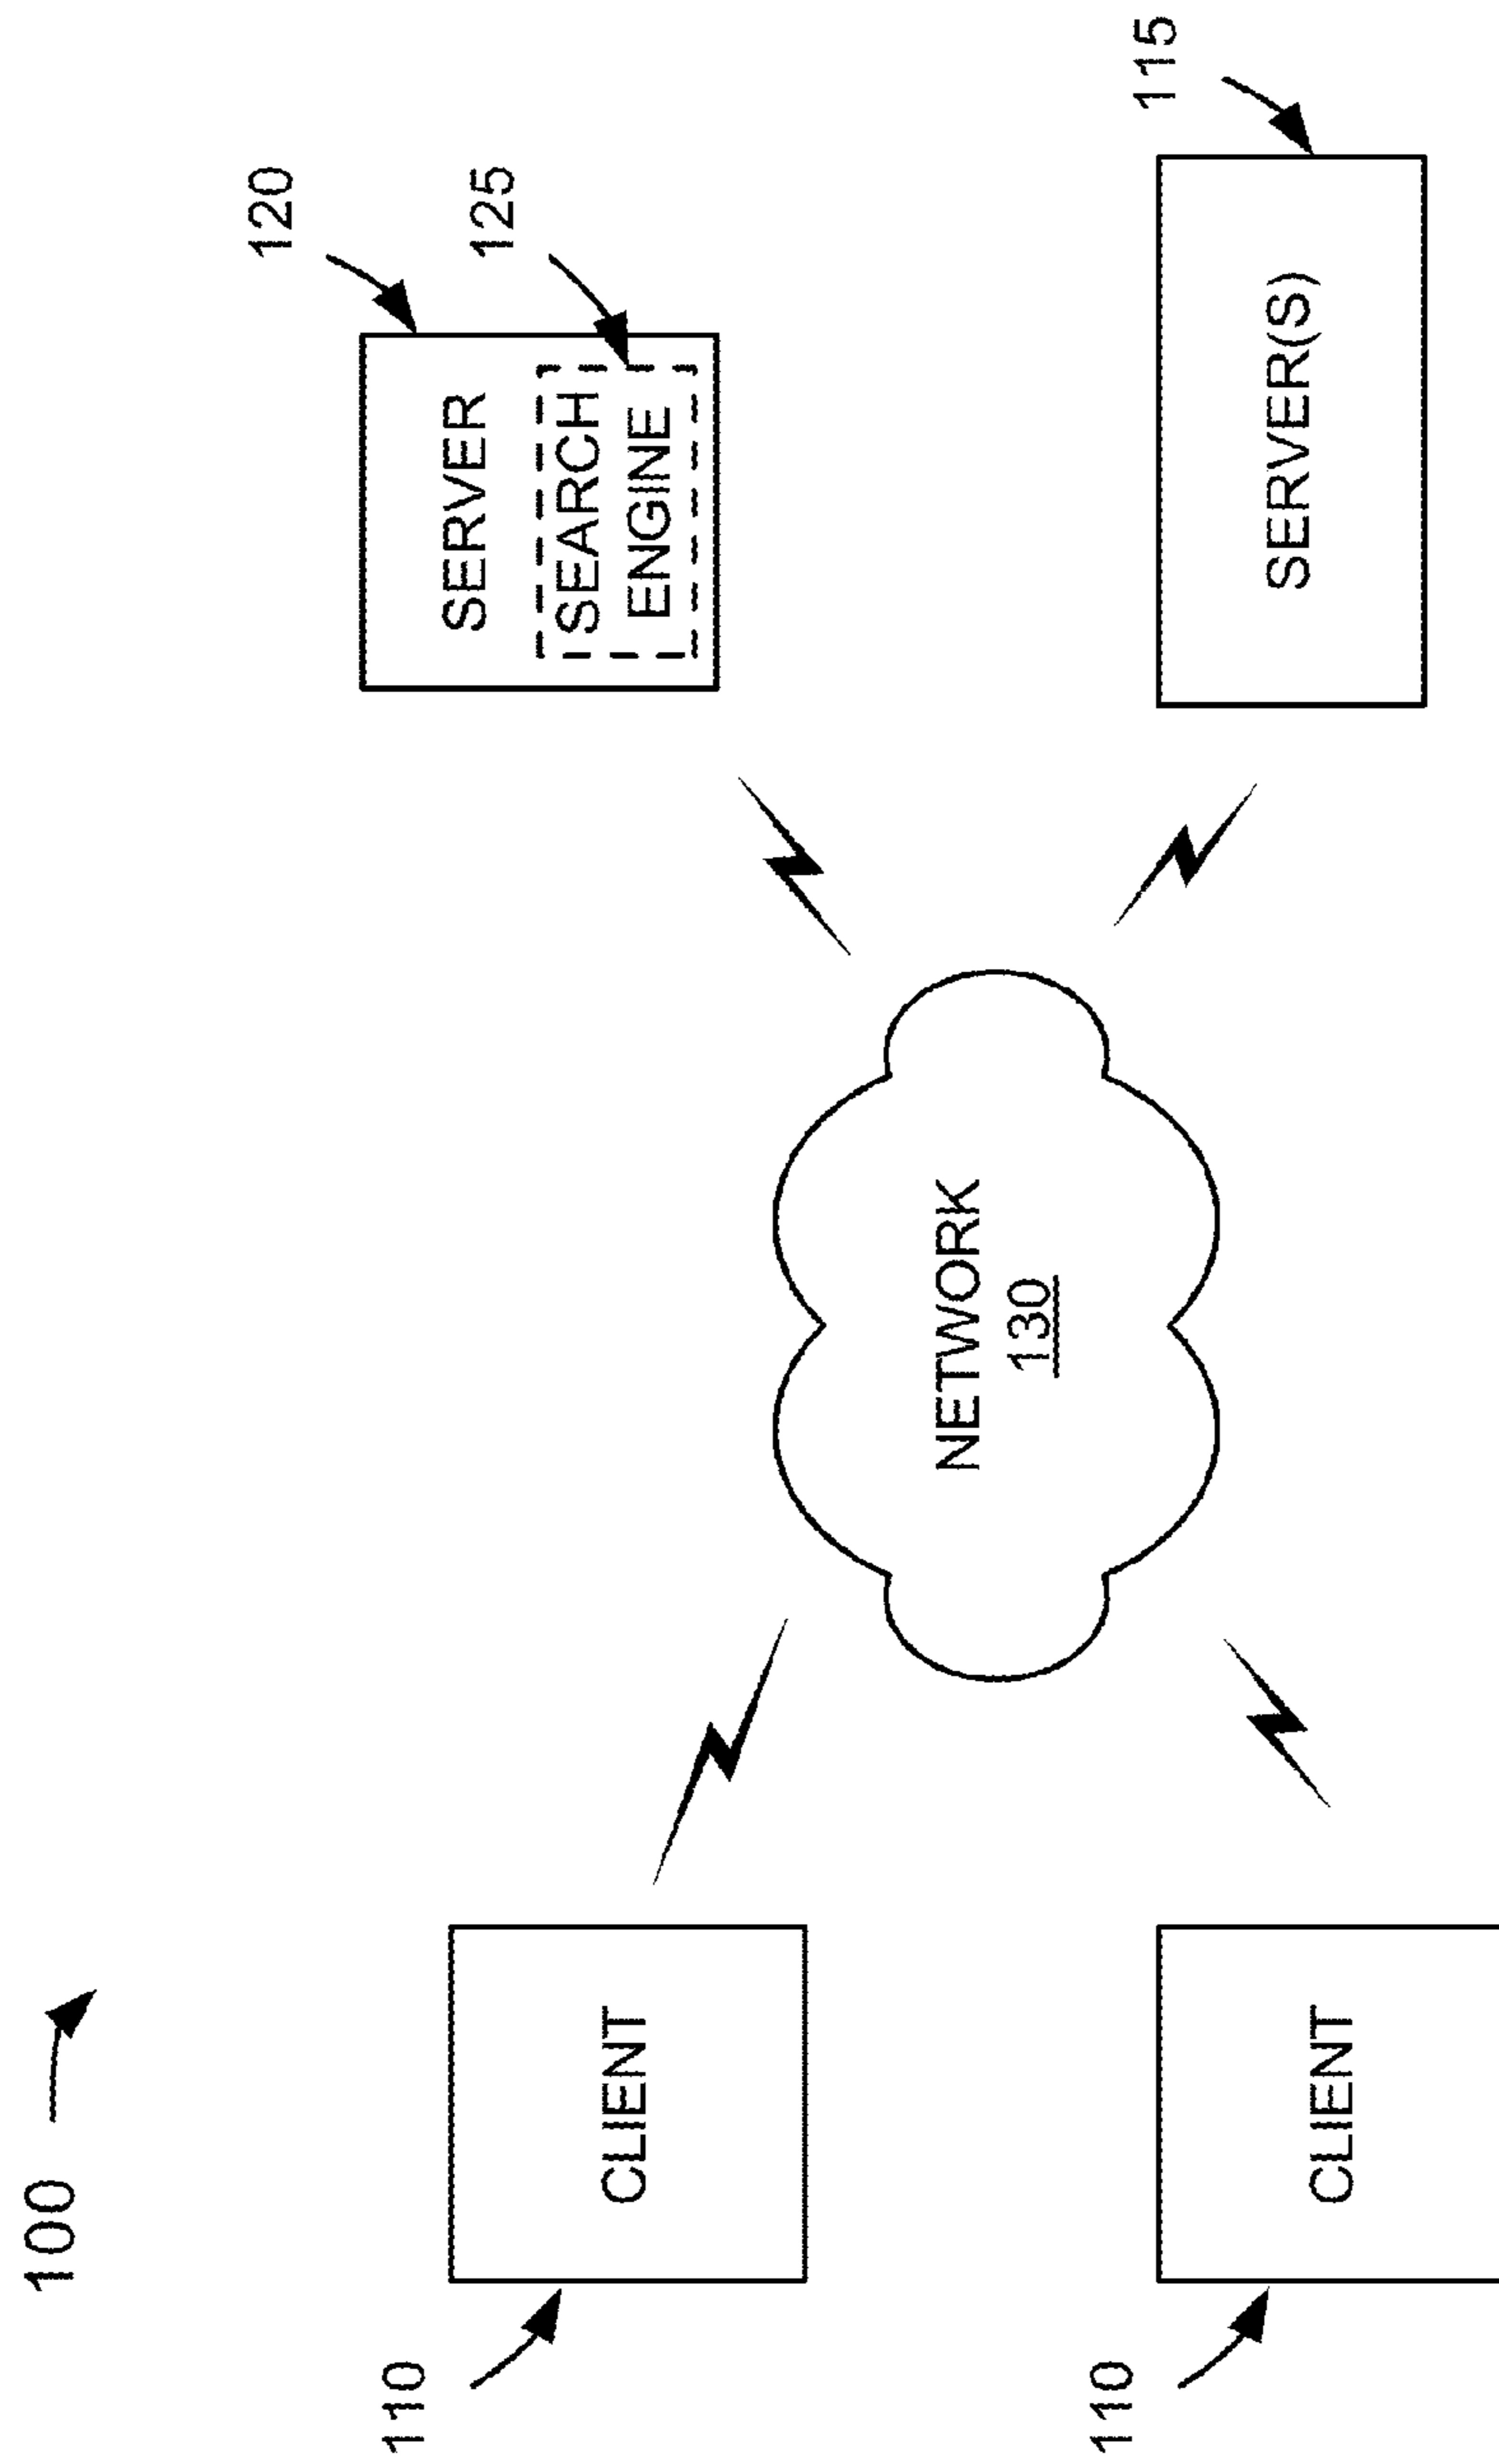 100
110
CLIENT
110
CLIENT
NETWORK
130
120
SERVER
125
SEARCH
ENGINE
115
SERVER(S)